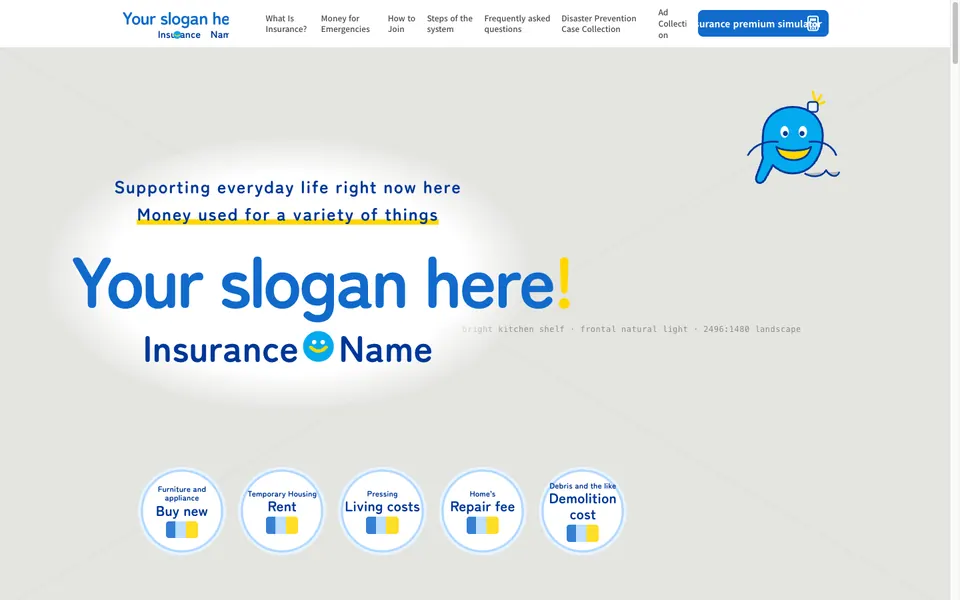 Your slogan he
Insurance Nam
What Is
Insurance?
Money for
Emergencies
How to
Join
Steps of the
system
Frequently asked
questions
Disaster Prevention
Case Collection
Ad
Collecti
on
surance premium simulator
Supporting everyday life right now here
Money used for a variety of things
Your slogan here!
bright kitchen shelf · frontal natural light · 2496:1480 landscape
Insurance Name
Furniture and
appliance
Buy new
Temporary Housing
Rent
Pressing
Living costs
Home's
Repair fee
Debris and the like
Demolition
cost